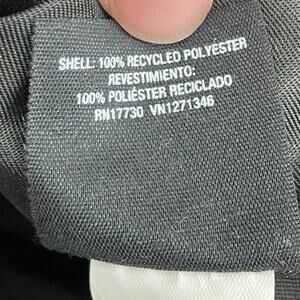 SHELL: 100% RECYCLED POLYESTER
REVESTIMIENTO:
100% POLIÉSTER RECICLADO
RN17730 VN1271346